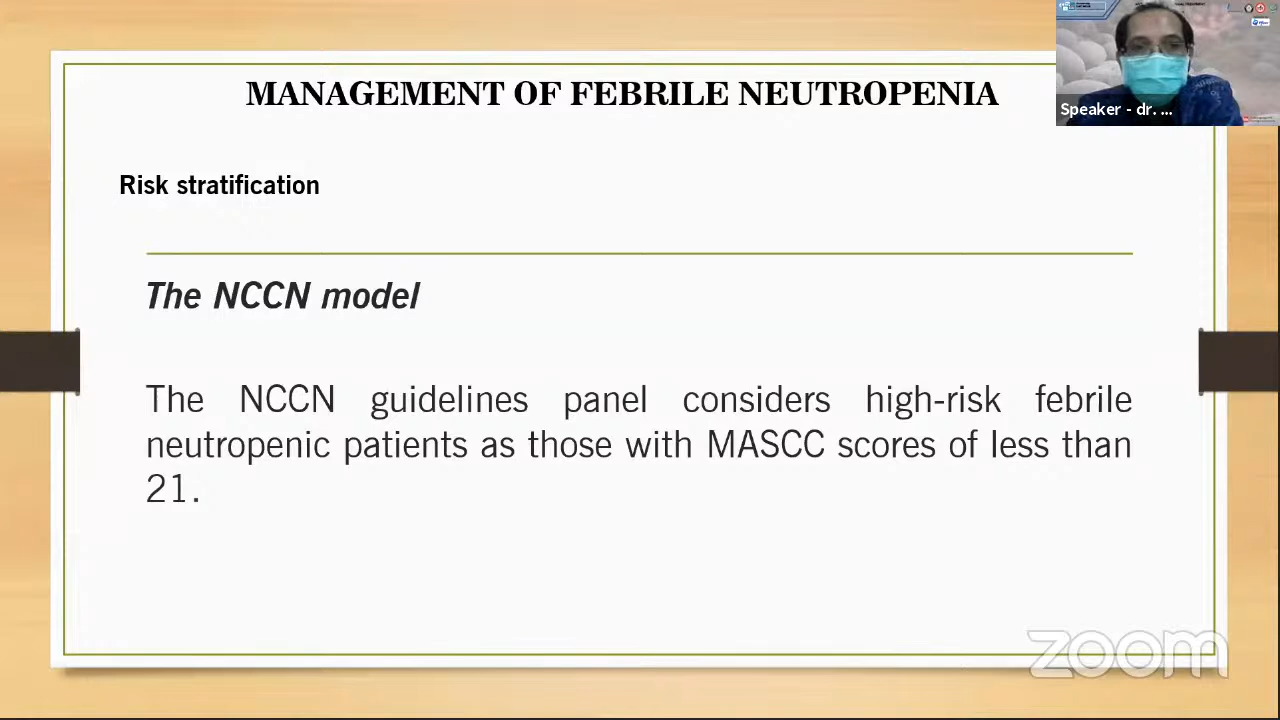 MANAGEMENT OF FEBRILE NEUTROPENIA
Speaker - dr. ...
Risk stratification
The NCCN model
The NCCN guidelines panel considers high-risk febrile
neutropenic patients as those with MASCC scores of less than
21.
zoom